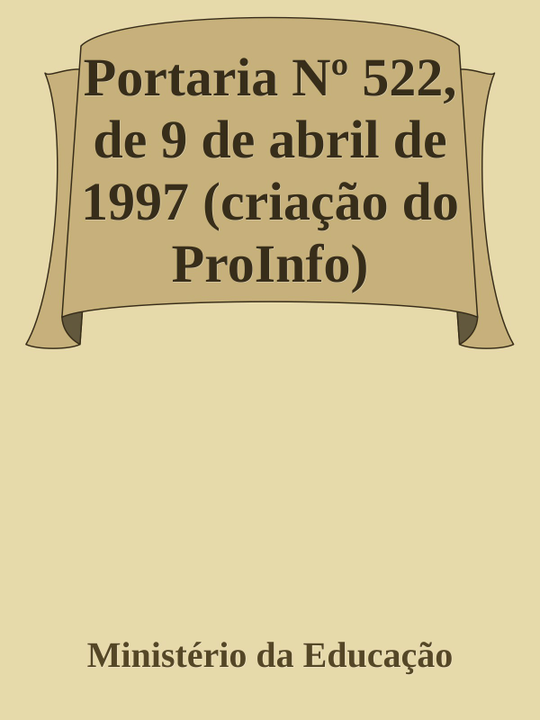 Portaria Nº 522,
de 9 de abril de
1997 (criação do
ProInfo)
Ministério da Educação